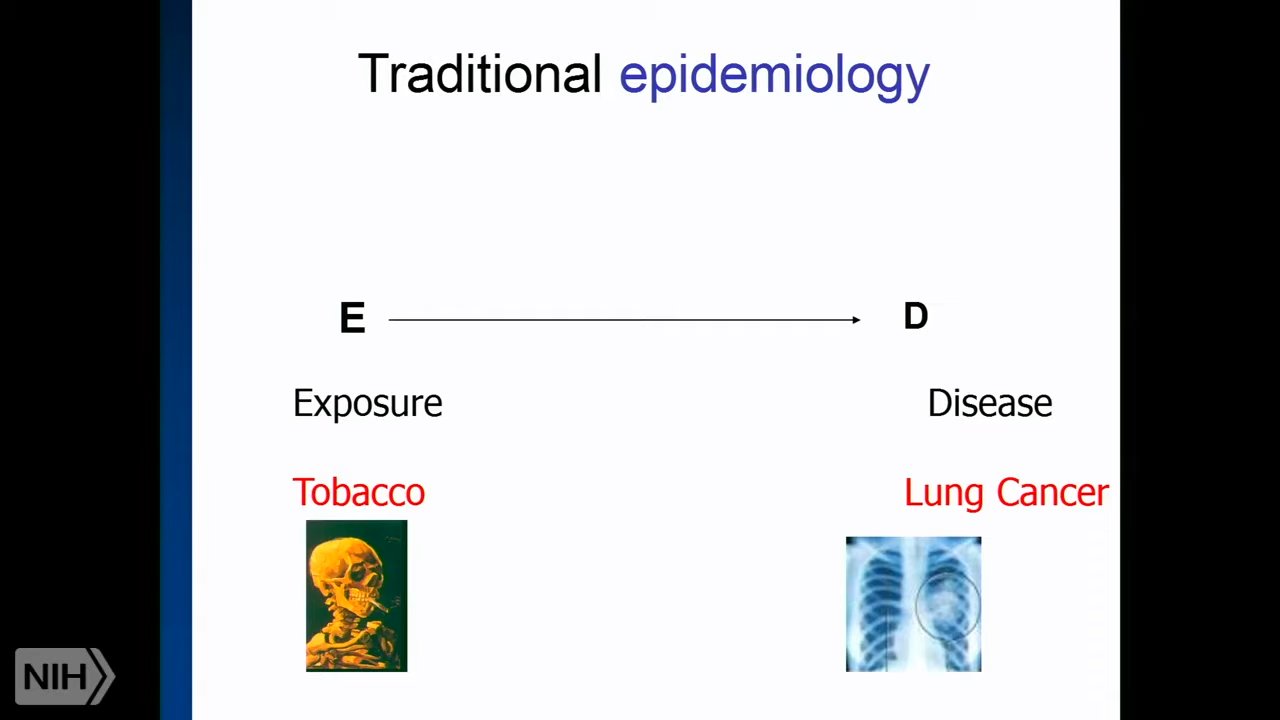 Traditional epidemiology
E D
Exposure Disease
Tobacco Lung Cancer
NIH